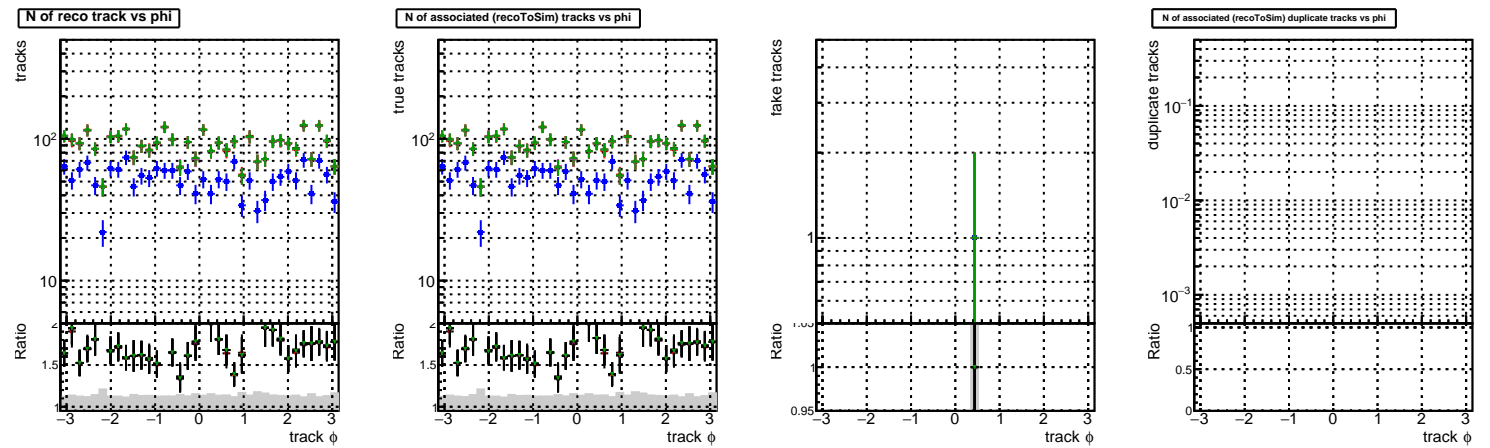 N of reco track vs phi
tracks
10²
10
Ratio
2
1.5
1
−3 −2 −1 0 1 2 3
track ϕ
N of associated (recoToSim) tracks vs phi
true tracks
10²
10
Ratio
2
1.5
1
−3 −2 −1 0 1 2 3
track ϕ
fake tracks
1
Ratio
1.05
1
0.95
−3 −2 −1 0 1 2 3
track ϕ
N of associated (recoToSim) duplicate tracks vs phi
duplicate tracks
10⁻¹
10⁻²
10⁻³
Ratio
1
0.5
0
−3 −2 −1 0 1 2 3
track ϕ